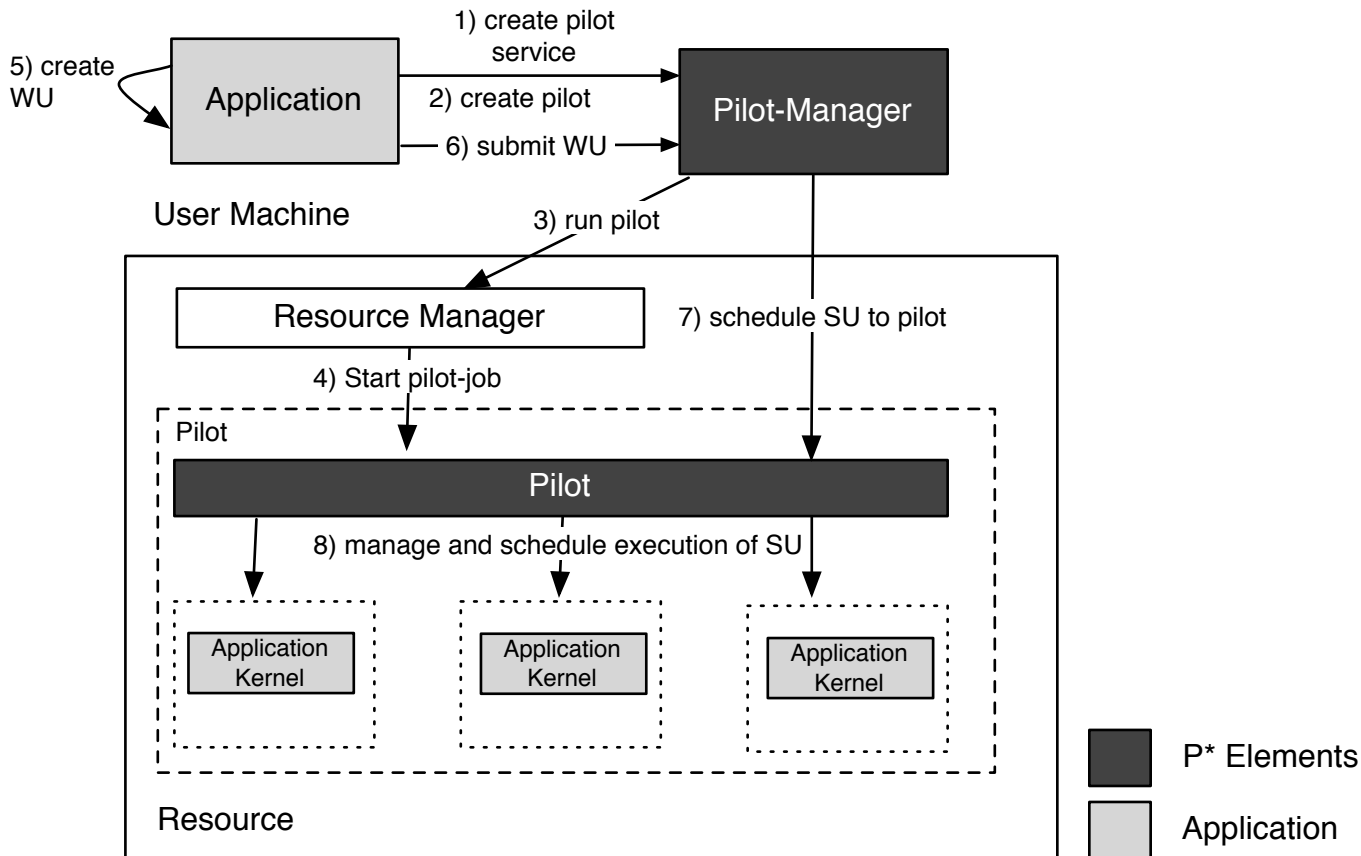 1) create pilot
service
5) create
WU
Application
2) create pilot
6) submit WU
Pilot-Manager
User Machine
3) run pilot
Resource Manager
7) schedule SU to pilot
4) Start pilot-job
Pilot
Pilot
8) manage and schedule execution of SU
Application
Kernel
Application
Kernel
Application
Kernel
Resource
P* Elements
Application